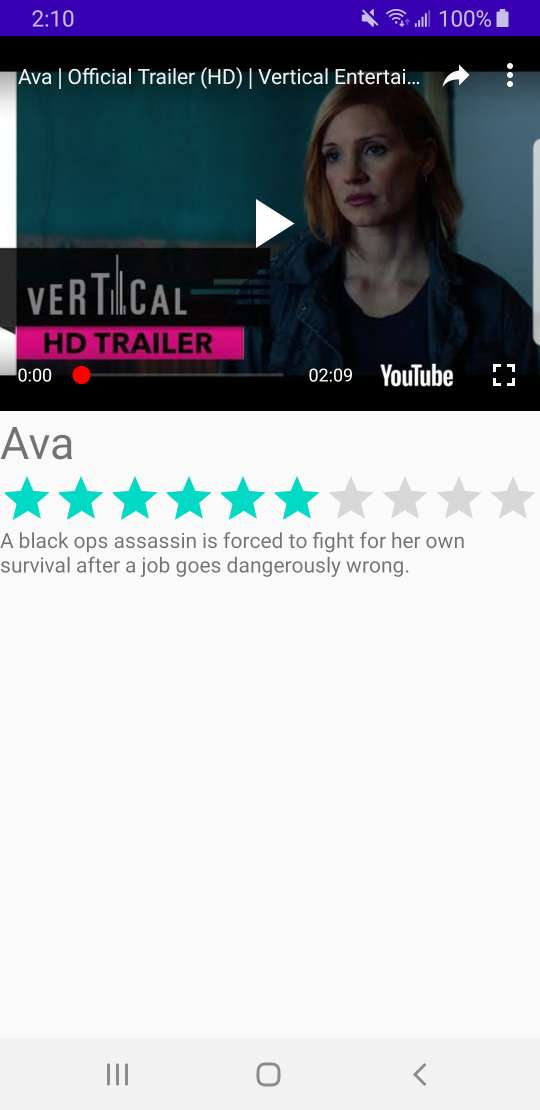 2:10
100%
Ava | Official Trailer (HD) | Vertical Entertai...
VERTICAL
HD TRAILER
0:00
02:09
YouTube
Ava
A black ops assassin is forced to fight for her own
survival after a job goes dangerously wrong.